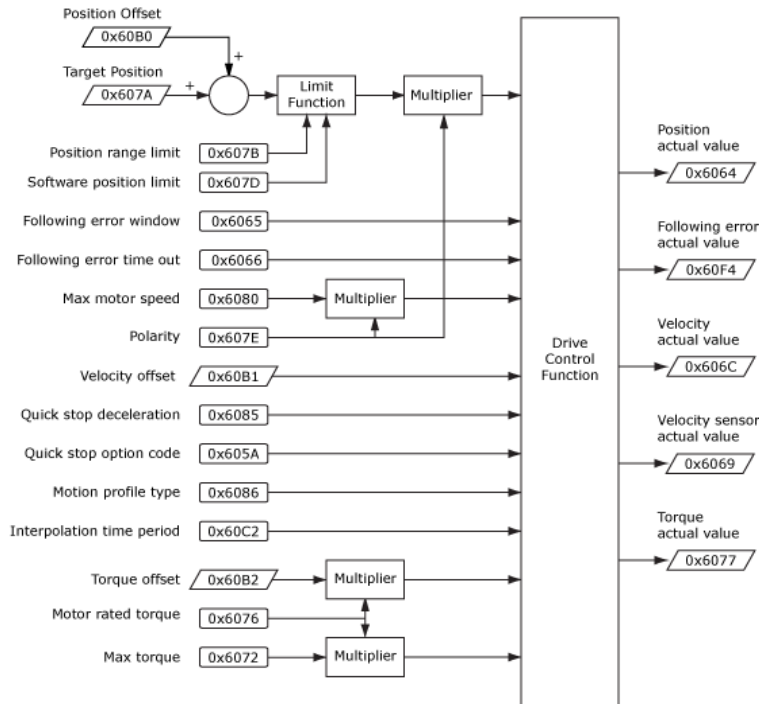 Position Offset
0x60B0
+
Target Position
+
0x607A
Limit
Function
Multiplier
Position range limit 0x607B
Software position limit 0x607D
Following error window 0x6065
Following error time out 0x6066
Max motor speed 0x6080 Multiplier
Polarity 0x607E
Velocity offset 0x60B1
Quick stop deceleration 0x6085
Quick stop option code 0x605A
Motion profile type 0x6086
Interpolation time period 0x60C2
Torque offset 0x60B2 Multiplier
Motor rated torque 0x6076
Max torque 0x6072 Multiplier
Drive
Control
Function
Position
actual value
0x6064
Following error
actual value
0x60F4
Velocity
actual value
0x606C
Velocity sensor
actual value
0x6069
Torque
actual value
0x6077